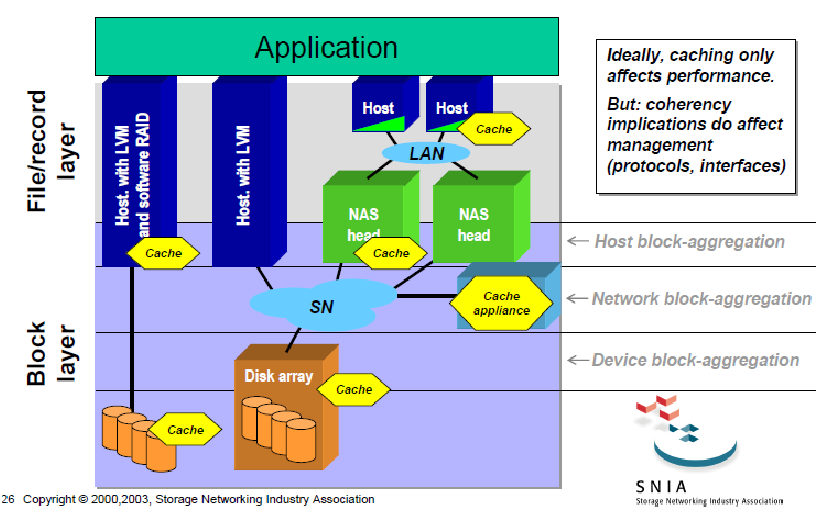 Application
Ideally, caching only
affects performance.
But: coherency
implications do affect
management
(protocols, interfaces)
File/record
layer
Host. with LVM
and software RAID
Host. with LVM
Host
Host
Cache
LAN
NAS
head
NAS
head
Cache
Cache
Host block-aggregation
Block
layer
SN
Cache
appliance
Network block-aggregation
Device block-aggregation
Disk array
Cache
Cache
SNIA
Storage Networking Industry Association
26 Copyright © 2000,2003, Storage Networking Industry Association